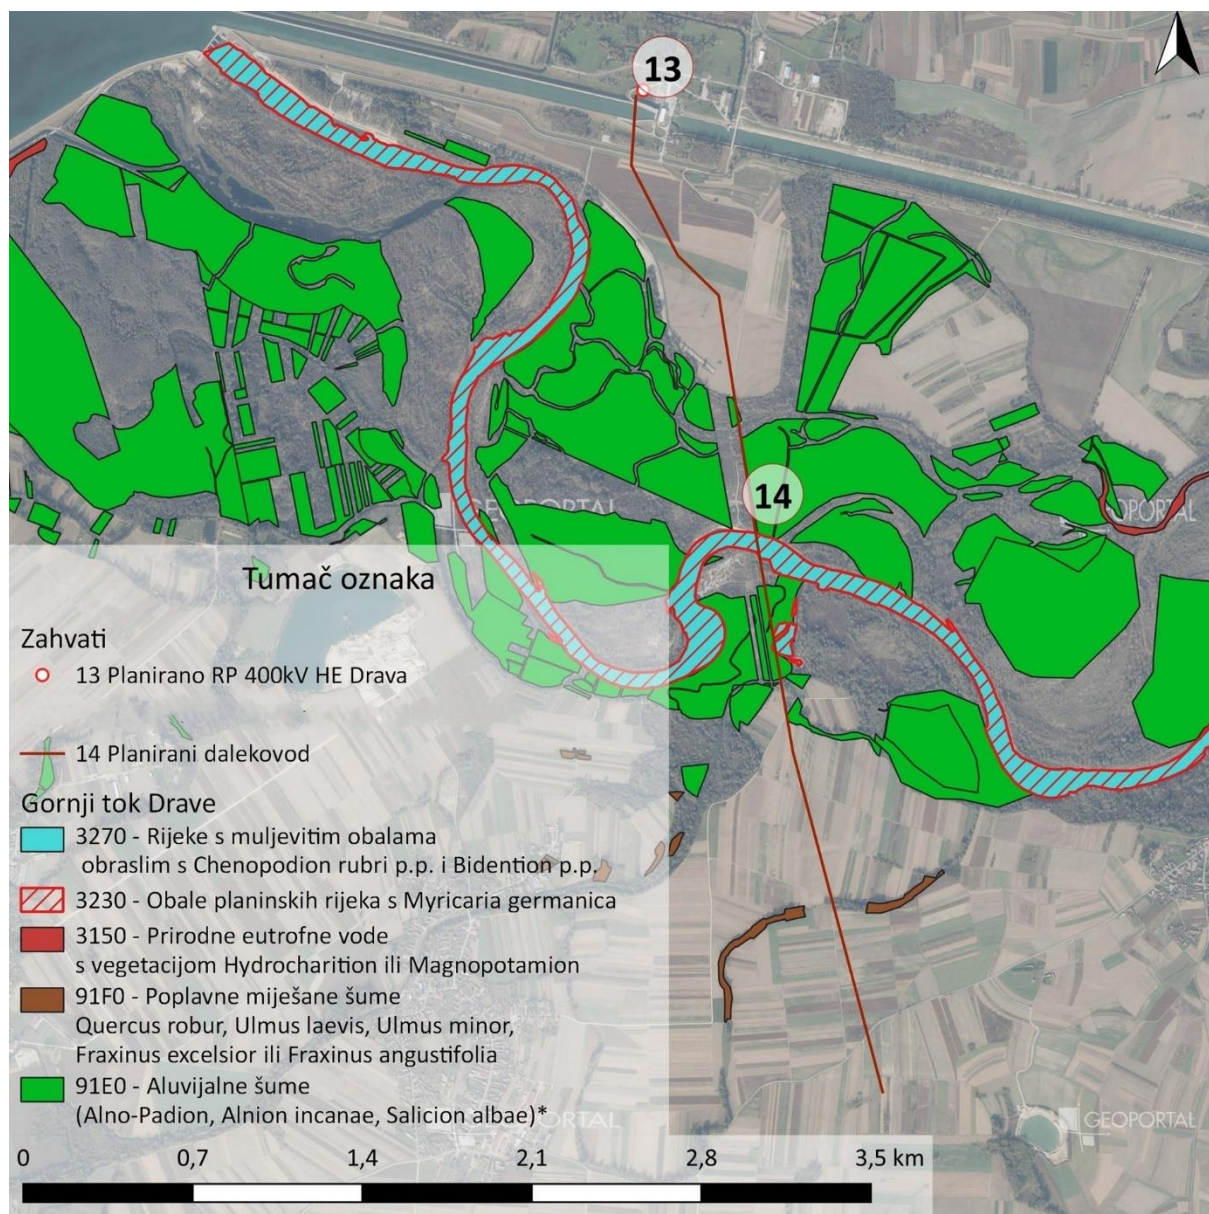 13
14
GEOPORTAL
OPORTAL
Tumač oznaka
Zahvati
13 Planirano RP 400kV HE Drava
14 Planirani dalekovod
Gornji tok Drave
3270 - Rijeke s muljevitim obalama
obraslim s Chenopodion rubri p.p. i Bidention p.p.
3230 - Obale planinskih rijeka s Myricaria germanica
3150 - Prirodne eutrofne vode
s vegetacijom Hydrocharition ili Magnopotamion
91F0 - Poplavne miješane šume
Quercus robur, Ulmus laevis, Ulmus minor,
Fraxinus excelsior ili Fraxinus angustifolia
91E0 - Aluvijalne šume
(Alno-Padion, Alnion incanae, Salicion albae)*
GEOPORTAL
0 0,7 1,4 2,1 2,8 3,5 km